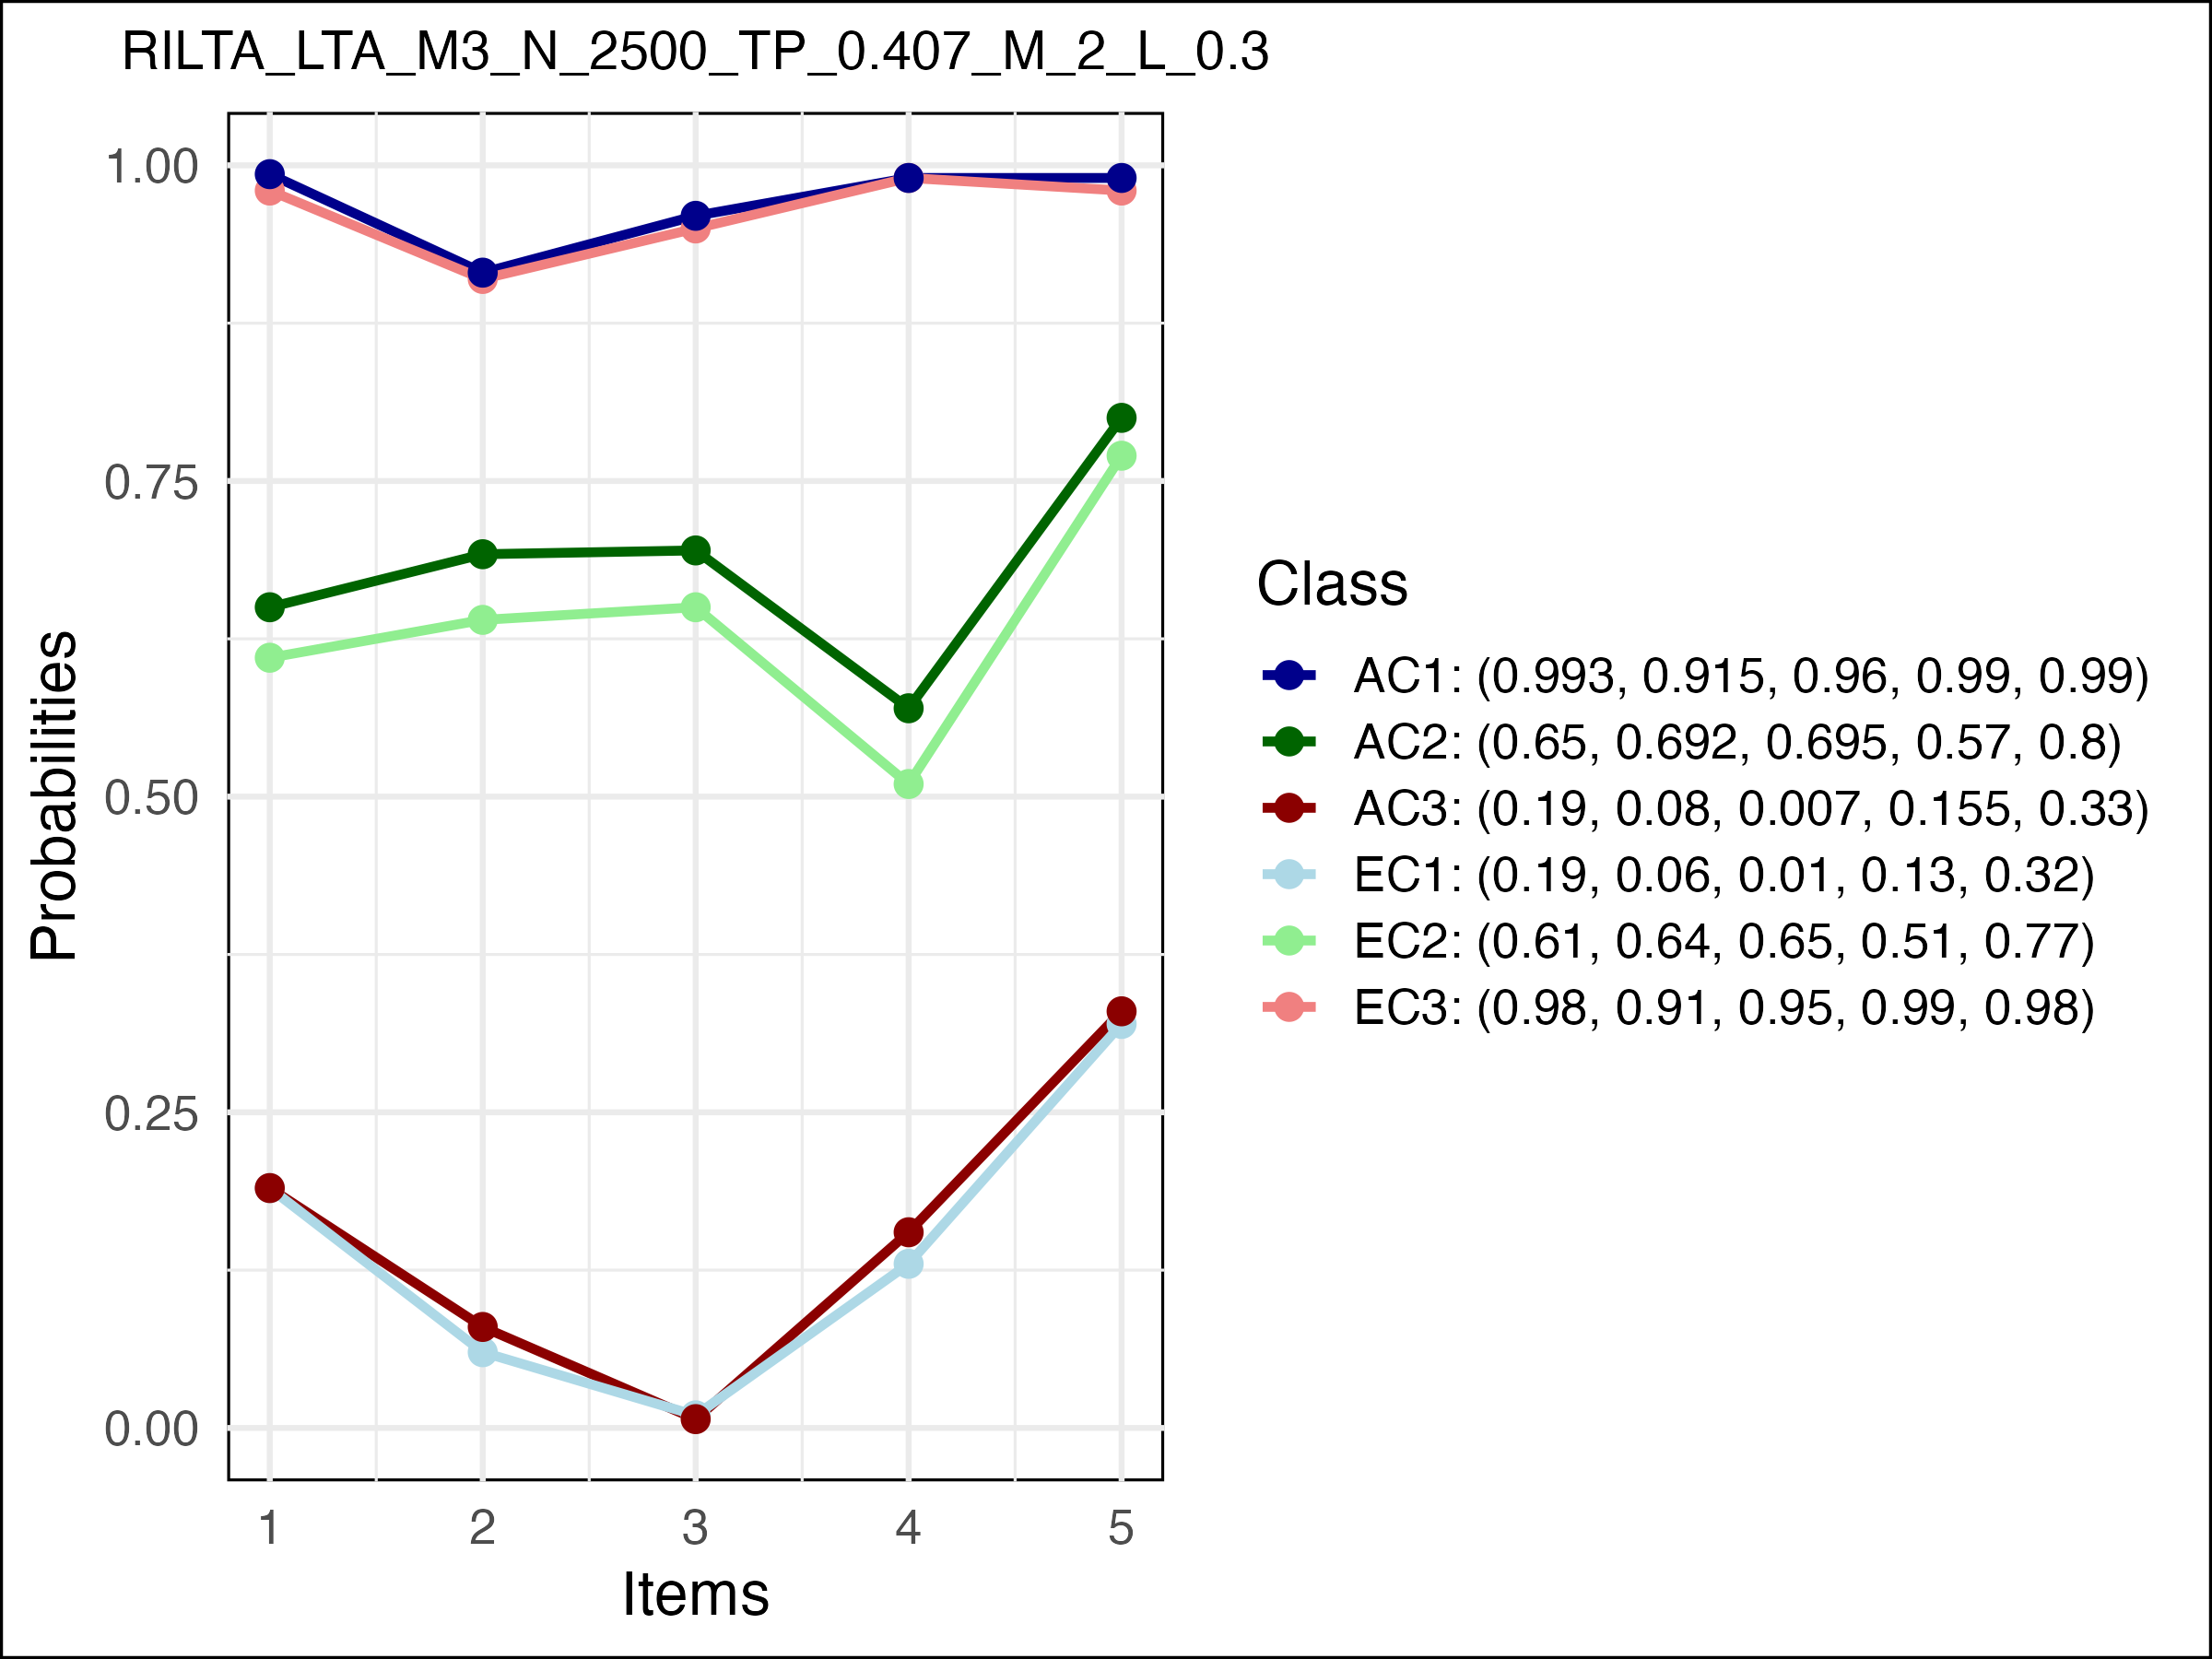 RILTA_LTA_M3_N_2500_TP_0.407_M_2_L_0.3
1.00
0.75
0.50
0.25
0.00
Probabilities
1 2 3 4 5
Items
Class
AC1: (0.993, 0.915, 0.96, 0.99, 0.99)
AC2: (0.65, 0.692, 0.695, 0.57, 0.8)
AC3: (0.19, 0.08, 0.007, 0.155, 0.33)
EC1: (0.19, 0.06, 0.01, 0.13, 0.32)
EC2: (0.61, 0.64, 0.65, 0.51, 0.77)
EC3: (0.98, 0.91, 0.95, 0.99, 0.98)